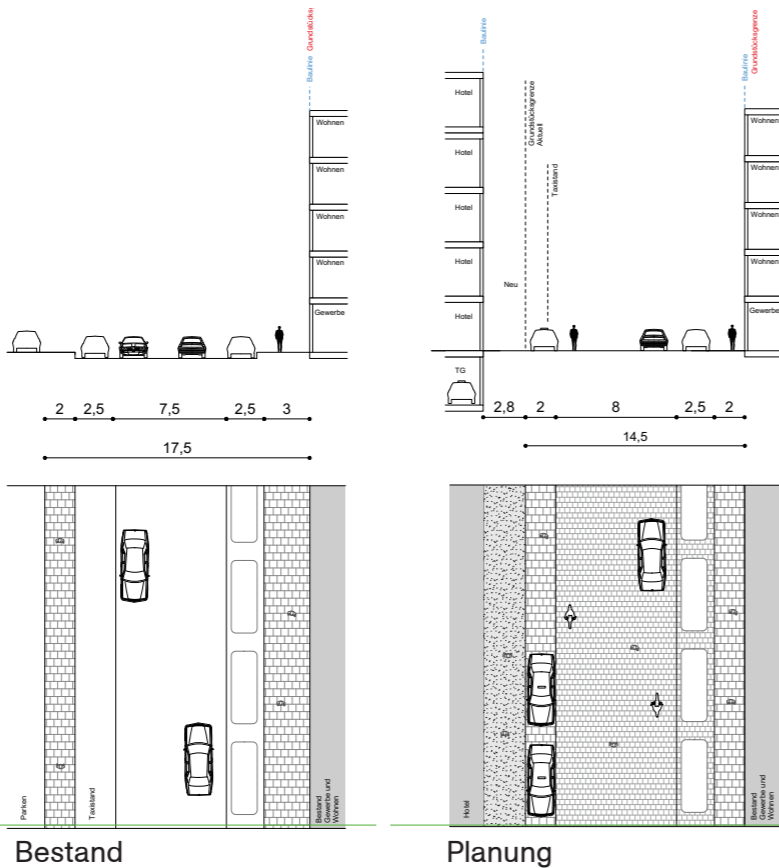 Baulinie
Grundstücks
Wohnen
Wohnen
Wohnen
Wohnen
Gewerbe
2
2,5
7,5
2,5
3
17,5
Parken
Taxistand
Bestand
Gewerbe und
Wohnen
Bestand
Baulinie
Grundstücksgrenze
Aktuell
Taxistand
Neu
Hotel
Hotel
Hotel
Hotel
Hotel
TG
Baulinie
Grundstücksgrenze
Wohnen
Wohnen
Wohnen
Wohnen
Gewerbe
2,8
2
8
2,5
2
14,5
Hotel
Bestand
Gewerbe und
Wohnen
Planung